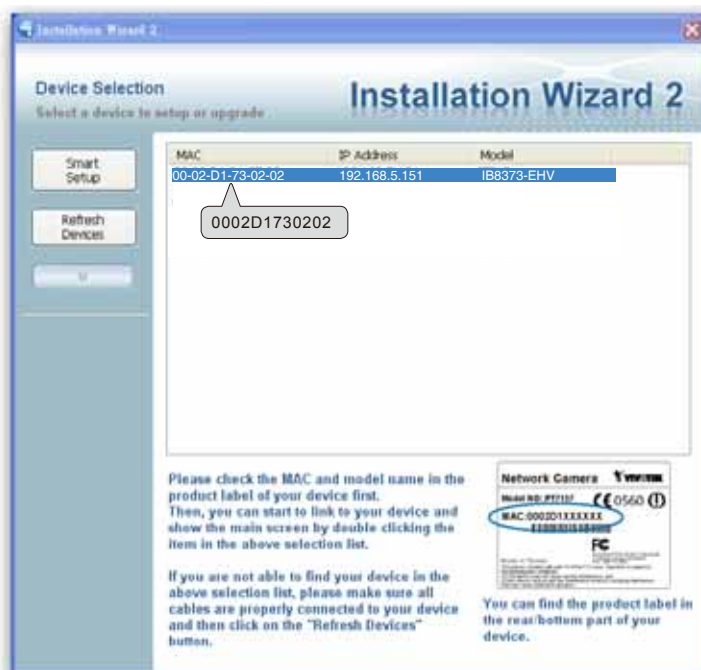 Installation Wizard 2
Device Selection
Select a device to setup or upgrade
Installation Wizard 2
Smart
Setup
Refresh
Devices
MAC IP Address Model
00-02-D1-73-02-02 192.168.5.151 IB8373-EHV
0002D1730202
Please check the MAC and model name in the
product label of your device first.
Then, you can start to link to your device and
show the main screen by double clicking the
item in the above selection list.
If you are not able to find your device in the
above selection list, please make sure all
cables are properly connected to your device
and then click on the "Refresh Devices"
button.
Network Camera VIVOTEK
MAC:0002D1XXXXXX
0560
FC
You can find the product label in
the rear/bottom part of your
device.